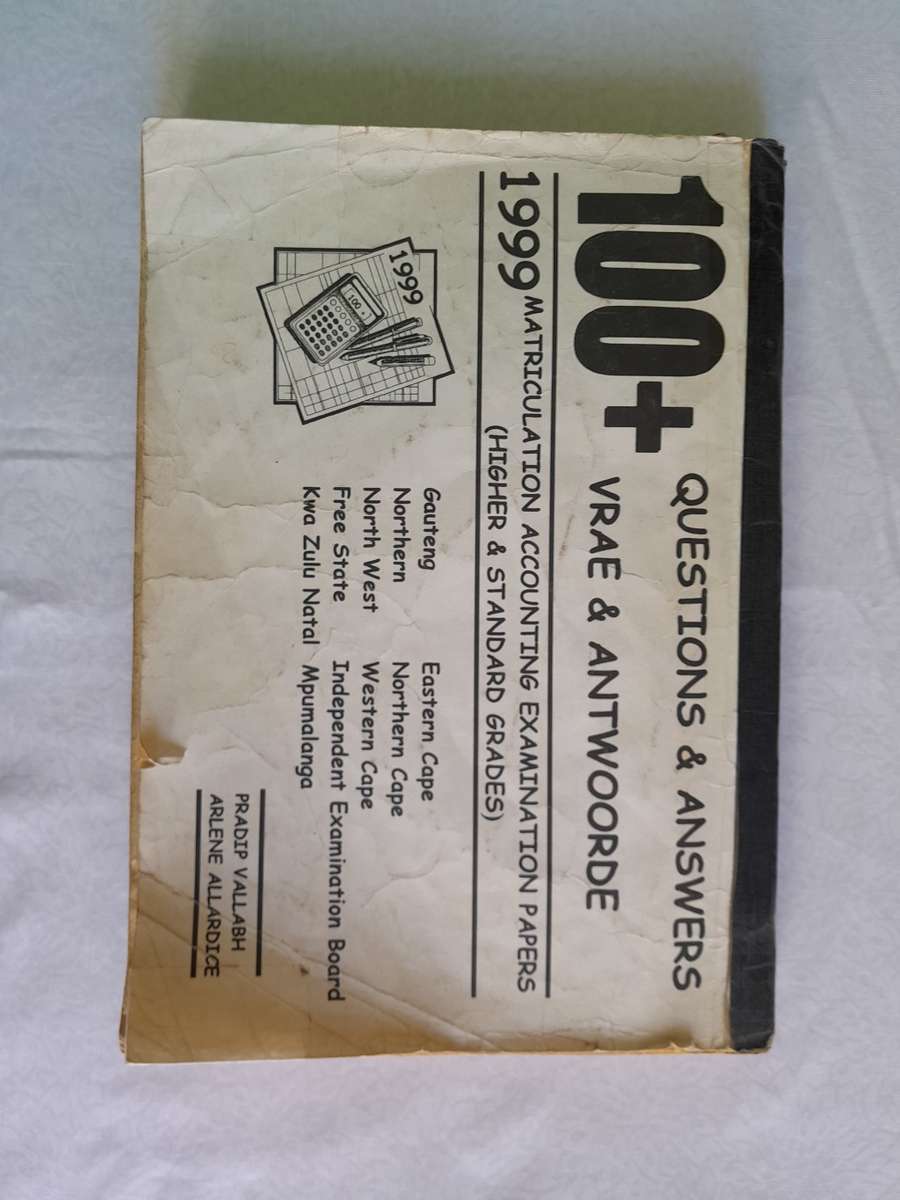 100+
QUESTIONS & ANSWERS
VRAE & ANTWOORDE
1999 MATRICULATION ACCOUNTING EXAMINATION PAPERS
(HIGHER & STANDARD GRADES)
1999
100
Gauteng
Northern
North West
Free State
Kwa Zulu Natal
Eastern Cape
Northern Cape
Western Cape
Independent Examination Board
Mpumalanga
PRADIP VALLABH
ARLENE ALLARDICE